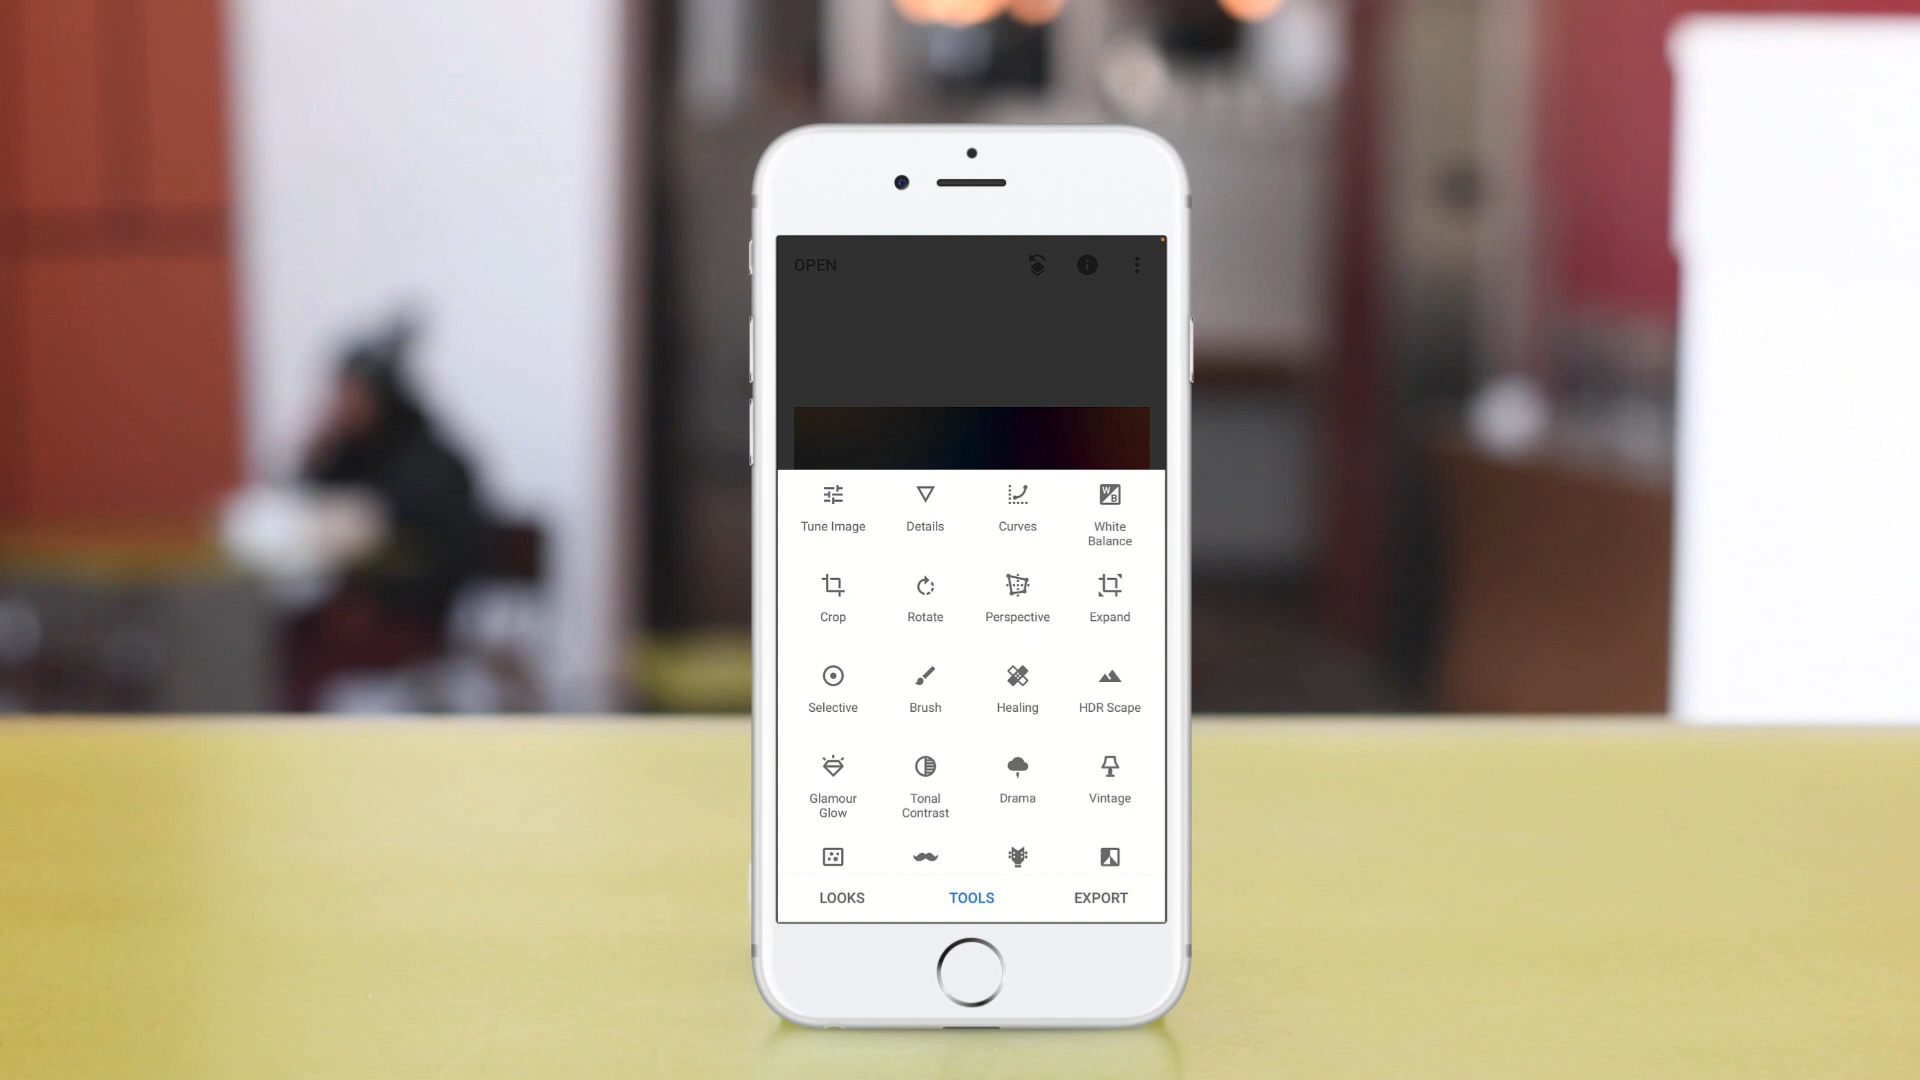 OPEN
Tune Image
Details
Curves
White
Balance
Crop
Rotate
Perspective
Expand
Selective
Brush
Healing
HDR Scape
Glamour
Glow
Tonal
Contrast
Drama
Vintage
LOOKS
TOOLS
EXPORT